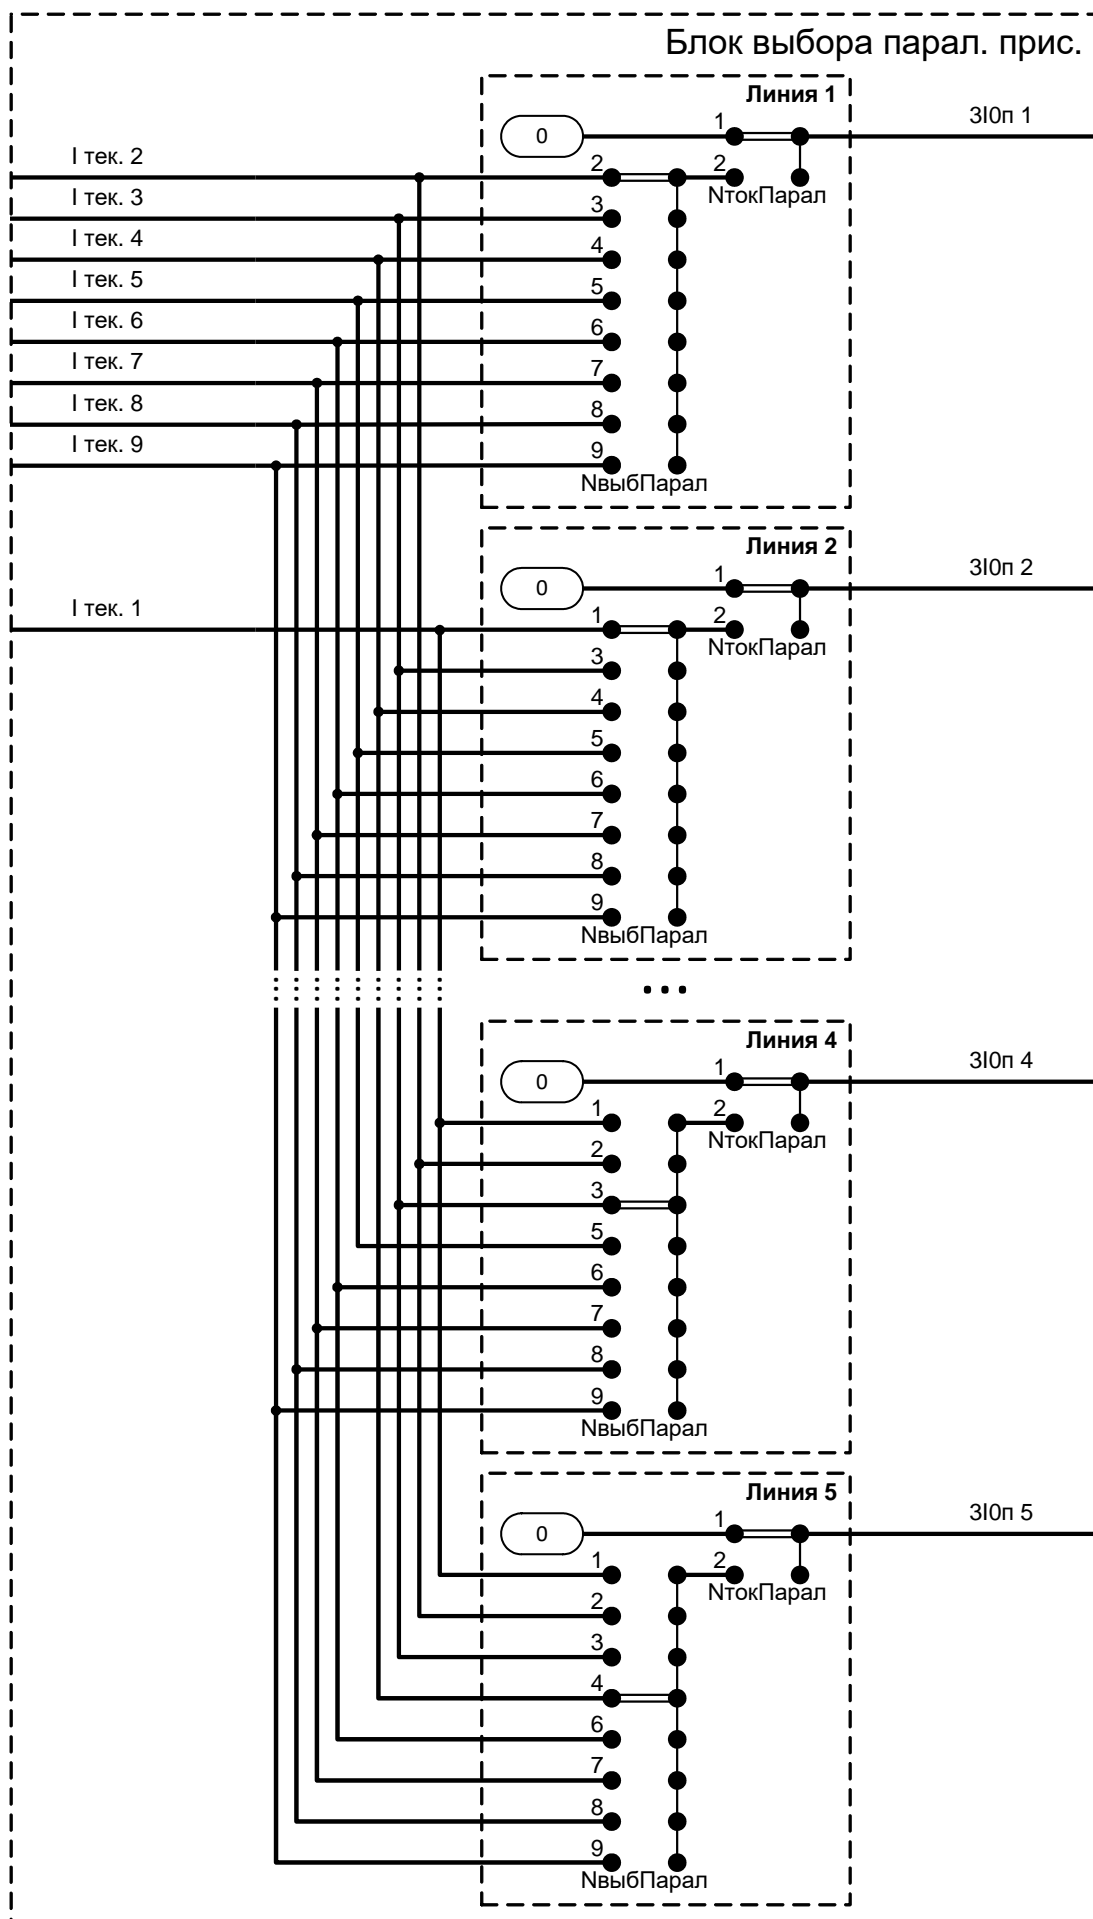 Блок выбора парал. прис.
Линия 1
0
1
3I0п 1
I тек. 2
2
2
NтокПарал
I тек. 3
3
I тек. 4
4
I тек. 5
5
I тек. 6
6
I тек. 7
7
I тек. 8
8
I тек. 9
9
NвыбПарал
Линия 2
0
1
3I0п 2
I тек. 1
1
2
NтокПарал
3
4
5
6
7
8
9
NвыбПарал
...
Линия 4
0
1
3I0п 4
1
2
NтокПарал
2
3
5
6
7
8
9
NвыбПарал
Линия 5
0
1
3I0п 5
1
2
NтокПарал
2
3
4
6
7
8
9
NвыбПарал